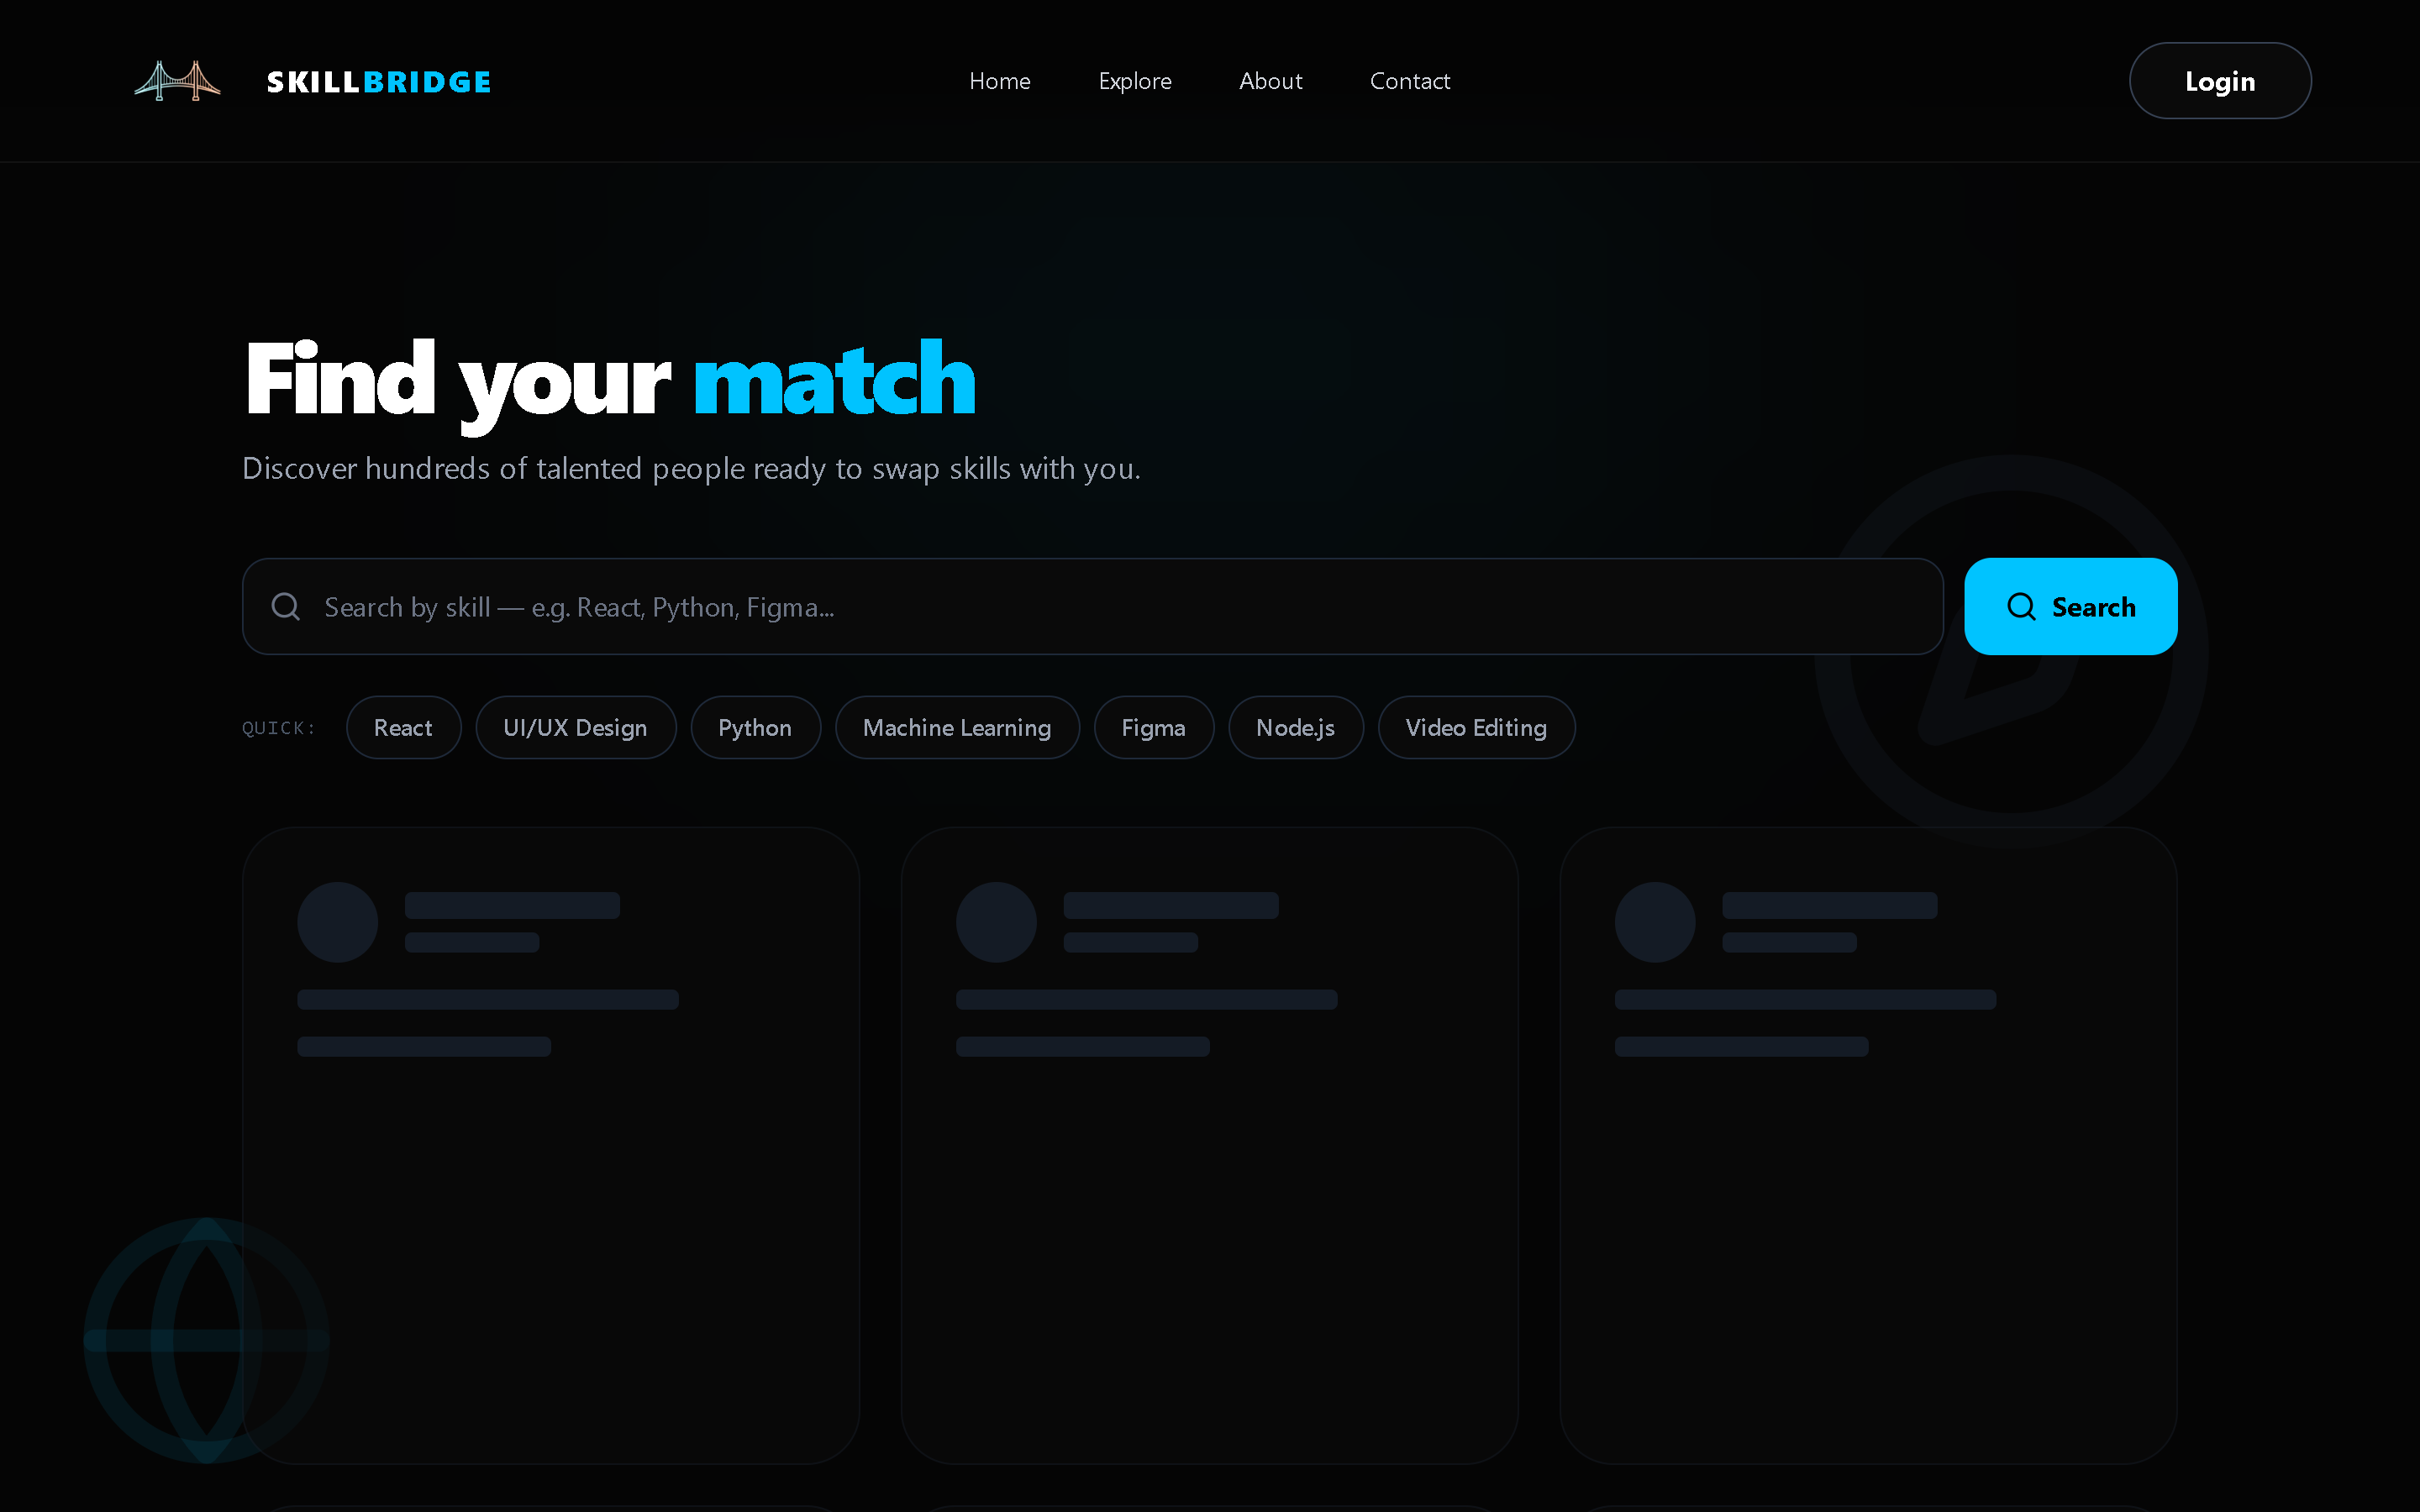 SKILLBRIDGE
Home Explore About Contact
Login
Find your match
Discover hundreds of talented people ready to swap skills with you.
Search by skill — e.g. React, Python, Figma...
Search
QUICK: React UI/UX Design Python Machine Learning Figma Node.js Video Editing